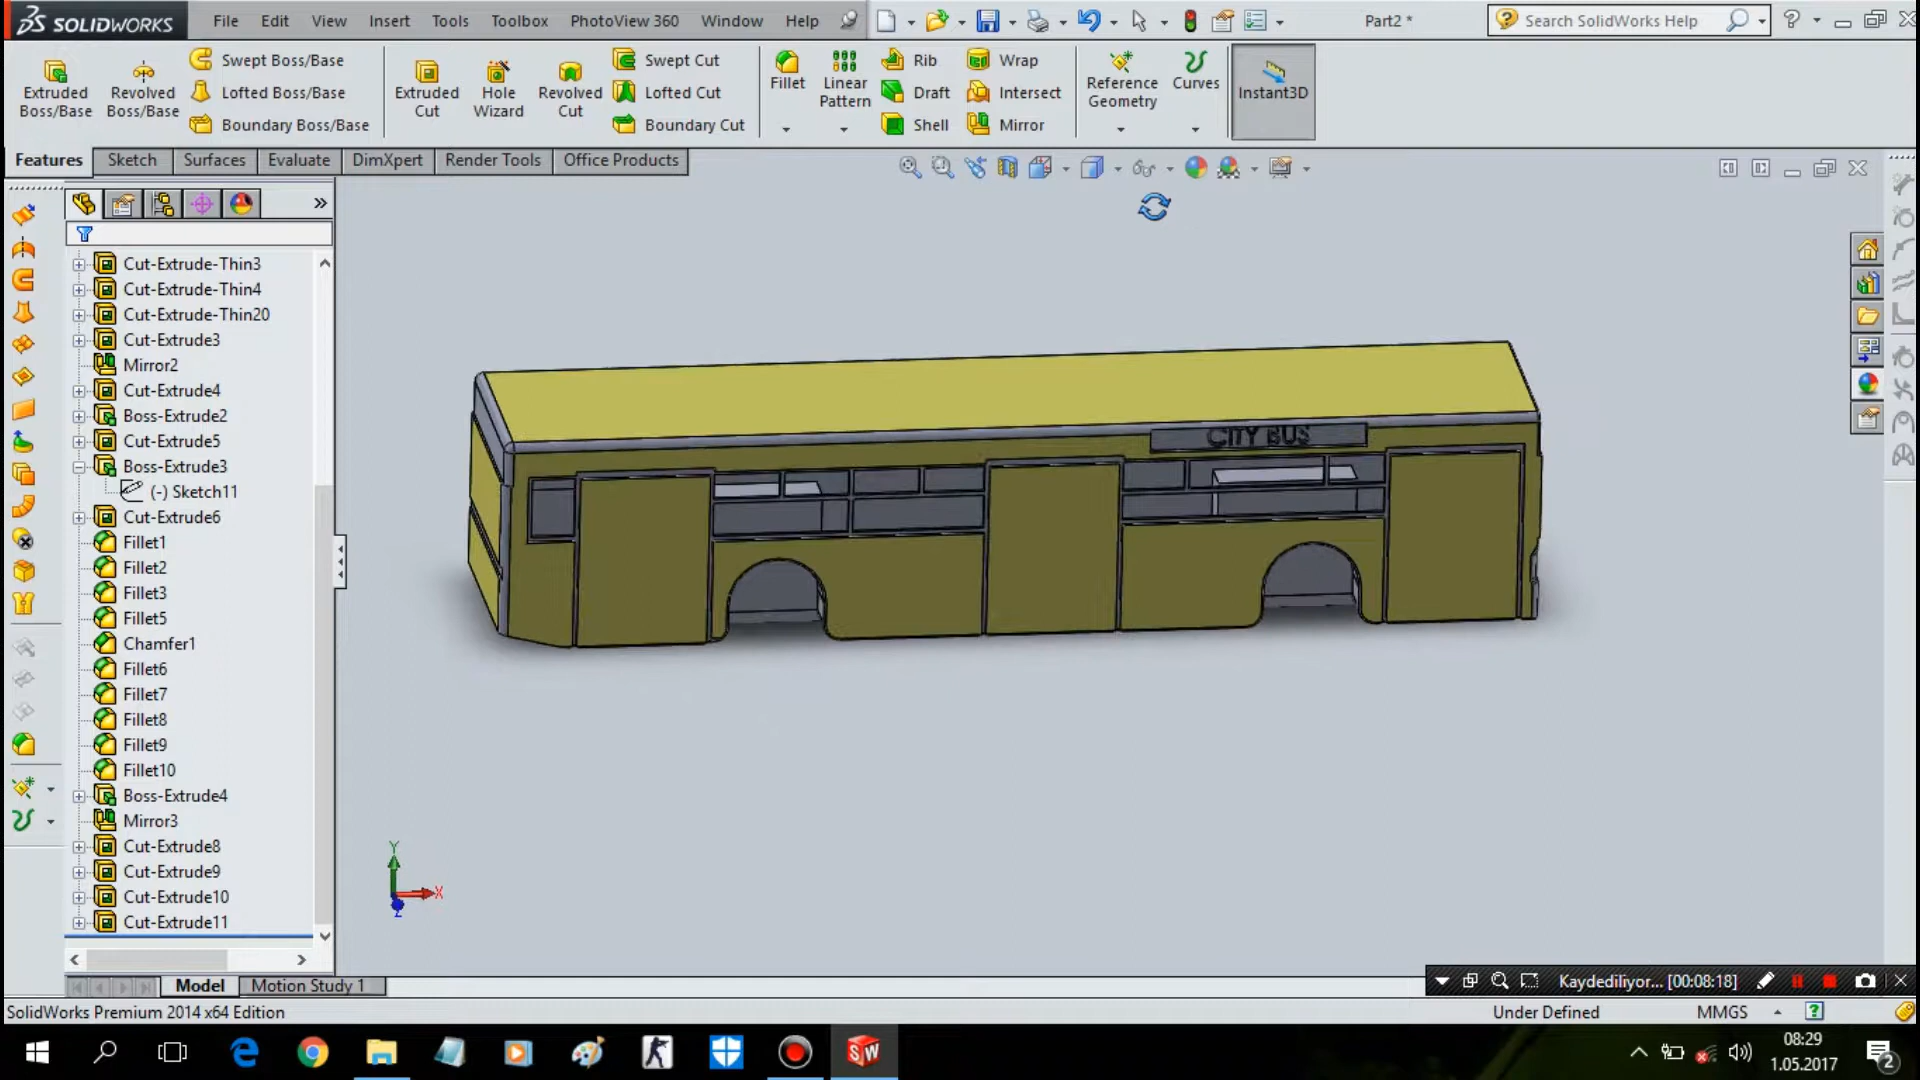 SOLIDWORKS File Edit View Insert Tools Toolbox PhotoView 360 Window Help Part2 * Search SolidWorks Help
Extruded Boss/Base
Revolved Boss/Base
Swept Boss/Base
Lofted Boss/Base
Boundary Boss/Base
Extruded Cut
Hole Wizard
Revolved Cut
Swept Cut
Lofted Cut
Boundary Cut
Fillet
Linear Pattern
Rib
Draft
Shell
Wrap
Intersect
Mirror
Reference Geometry
Curves
Instant3D
Features Sketch Surfaces Evaluate DimXpert Render Tools Office Products
Cut-Extrude-Thin3
Cut-Extrude-Thin4
Cut-Extrude-Thin20
Cut-Extrude3
Mirror2
Cut-Extrude4
Boss-Extrude2
Cut-Extrude5
Boss-Extrude3
(-) Sketch11
Cut-Extrude6
Fillet1
Fillet2
Fillet3
Fillet5
Chamfer1
Fillet6
Fillet7
Fillet8
Fillet9
Fillet10
Boss-Extrude4
Mirror3
Cut-Extrude8
Cut-Extrude9
Cut-Extrude10
Cut-Extrude11
CITY BUS
Y
X
Z
Model Motion Study 1
Kaydediliyor... [00:08:18]
SolidWorks Premium 2014 x64 Edition Under Defined MMGS
08:29
1.05.2017
2